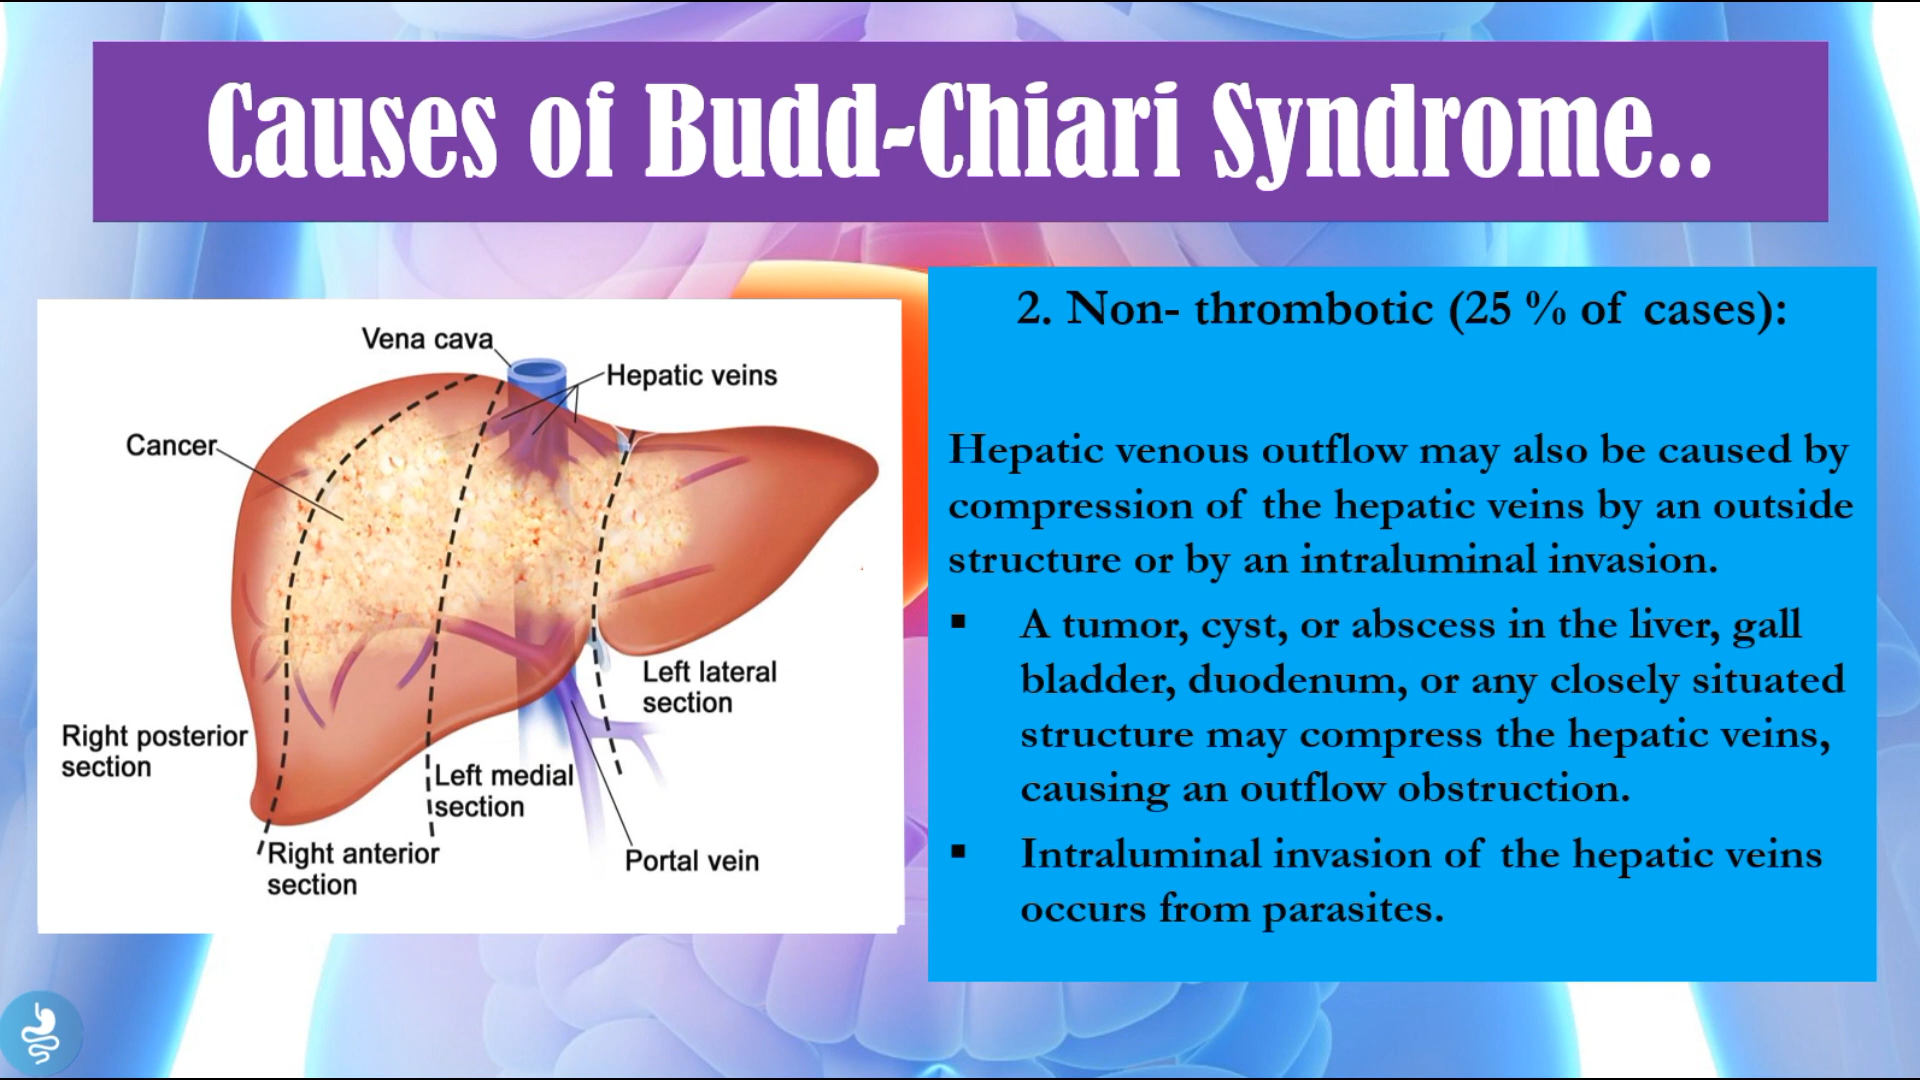 Causes of Budd-Chiari Syndrome..
Vena cava
Hepatic veins
Cancer
Left lateral
section
Right posterior
section
Left medial
section
Right anterior
section
Portal vein
2. Non- thrombotic (25 % of cases):
Hepatic venous outflow may also be caused by
compression of the hepatic veins by an outside
structure or by an intraluminal invasion.
▪ A tumor, cyst, or abscess in the liver, gall
bladder, duodenum, or any closely situated
structure may compress the hepatic veins,
causing an outflow obstruction.
▪ Intraluminal invasion of the hepatic veins
occurs from parasites.